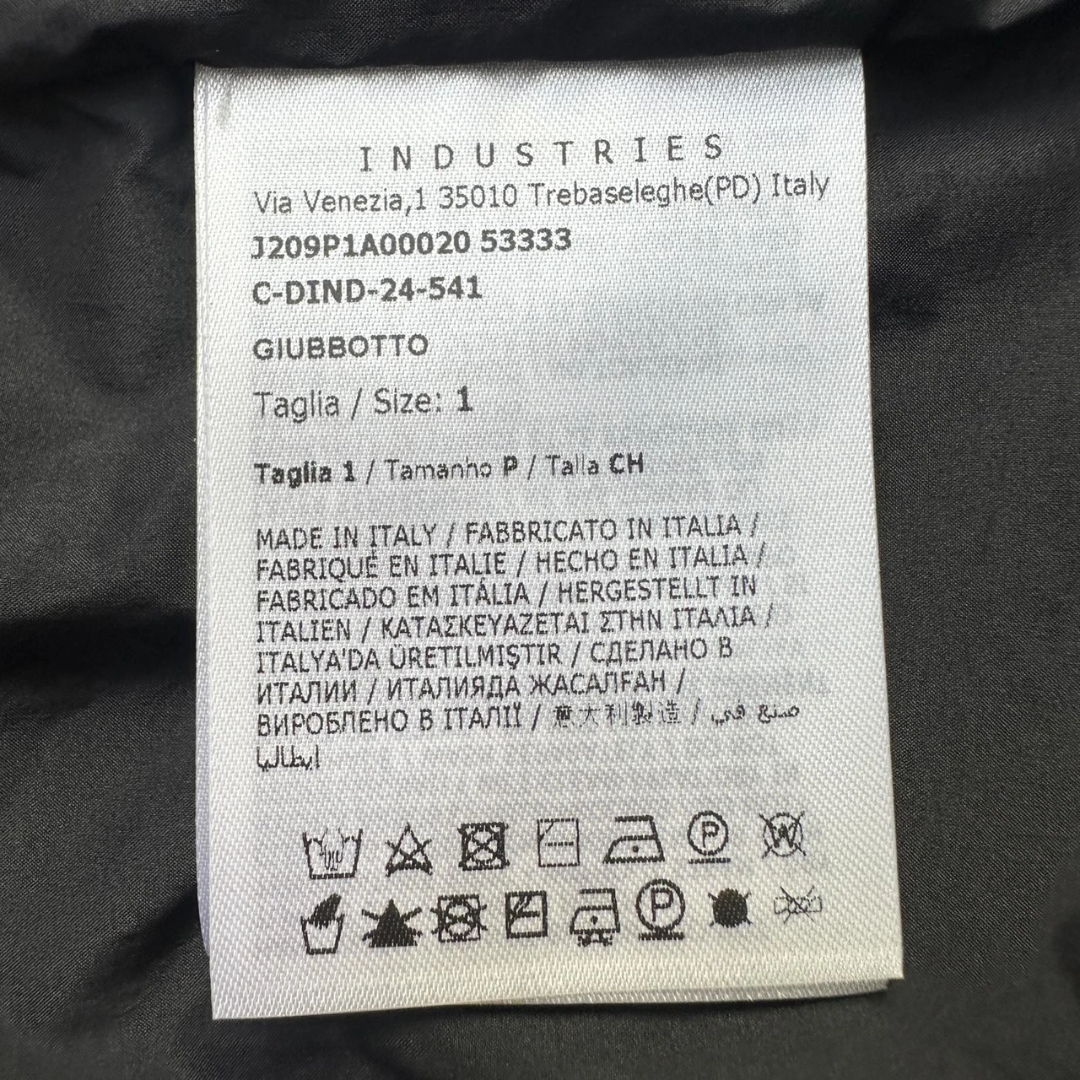 INDUSTRIES
Via Venezia,1 35010 Trebaseleghe(PD) Italy
J209P1A00020 53333
C-DIND-24-541
GIUBBOTTO
Taglia / Size: 1
Taglia 1 / Tamanho P / Talla CH
MADE IN ITALY / FABBRICATO IN ITALIA /
FABRIQUÉ EN ITALIE / HECHO EN ITALIA /
FABRICADO EM ITÁLIA / HERGESTELLT IN
ITALIEN / ΚΑΤΑΣΚΕΥΑΖΕΤΑΙ ΣΤΗΝ ΙΤΑΛΙΑ /
ITALYA'DA ÜRETILMIŞTIR / СДЕЛАНО В
ИТАЛИИ / ИТАЛИЯДА ЖАСАЛҒАН /
ВИРОБЛЕНО В ІТАЛІЇ / 意大利製造 / صنع في
ايطاليا
P W
P